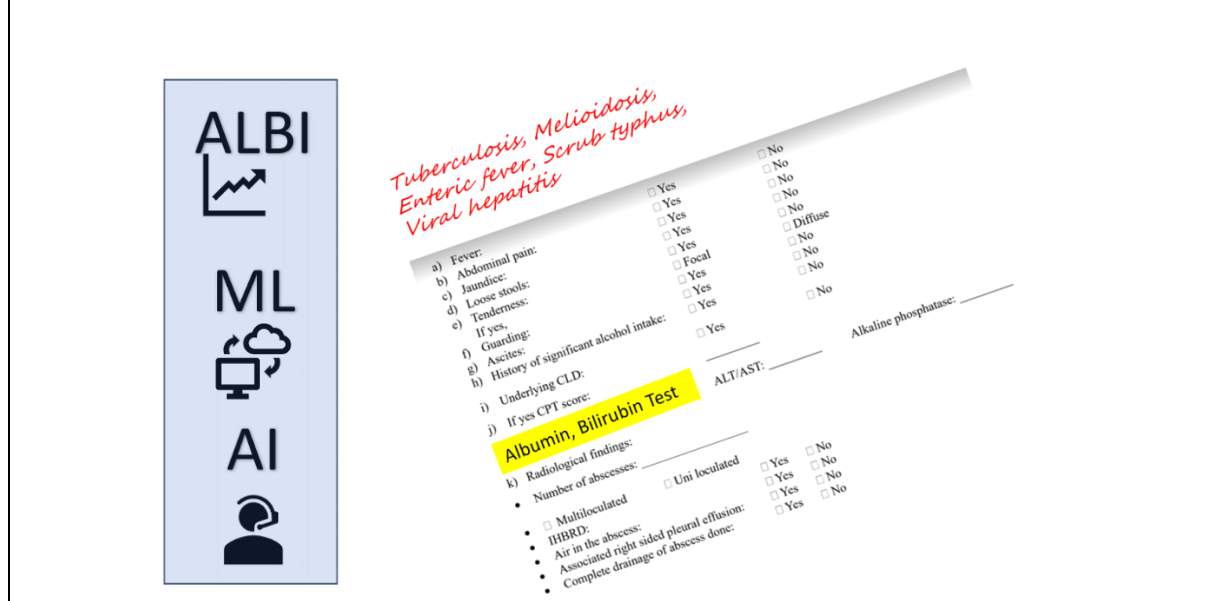 ALBI
ML
AI
Tuberculosis, Melioidosis,
Enteric fever, Scrub typhus,
Viral hepatitis
a) Fever: □ Yes □ No
b) Abdominal pain: □ Yes □ No
c) Jaundice: □ Yes □ No
d) Loose stools: □ Yes □ No
e) Tenderness: □ Yes □ No
If yes, □ Focal □ Diffuse
f) Guarding: □ Yes □ No
g) Ascites: □ Yes □ No
h) History of significant alcohol intake: □ Yes □ No
i) Underlying CLD: □ Yes □ No
j) If yes CPT score: ________
Albumin, Bilirubin Test ALT/AST: ________ Alkaline phosphatase: ________
k) Radiological findings:
• Number of abscesses: ________________
• □ Multiloculated □ Uni loculated
• IHBRD: □ Yes □ No
• Air in the abscess: □ Yes □ No
• Associated right sided pleural effusion: □ Yes □ No
• Complete drainage of abscess done: □ Yes □ No